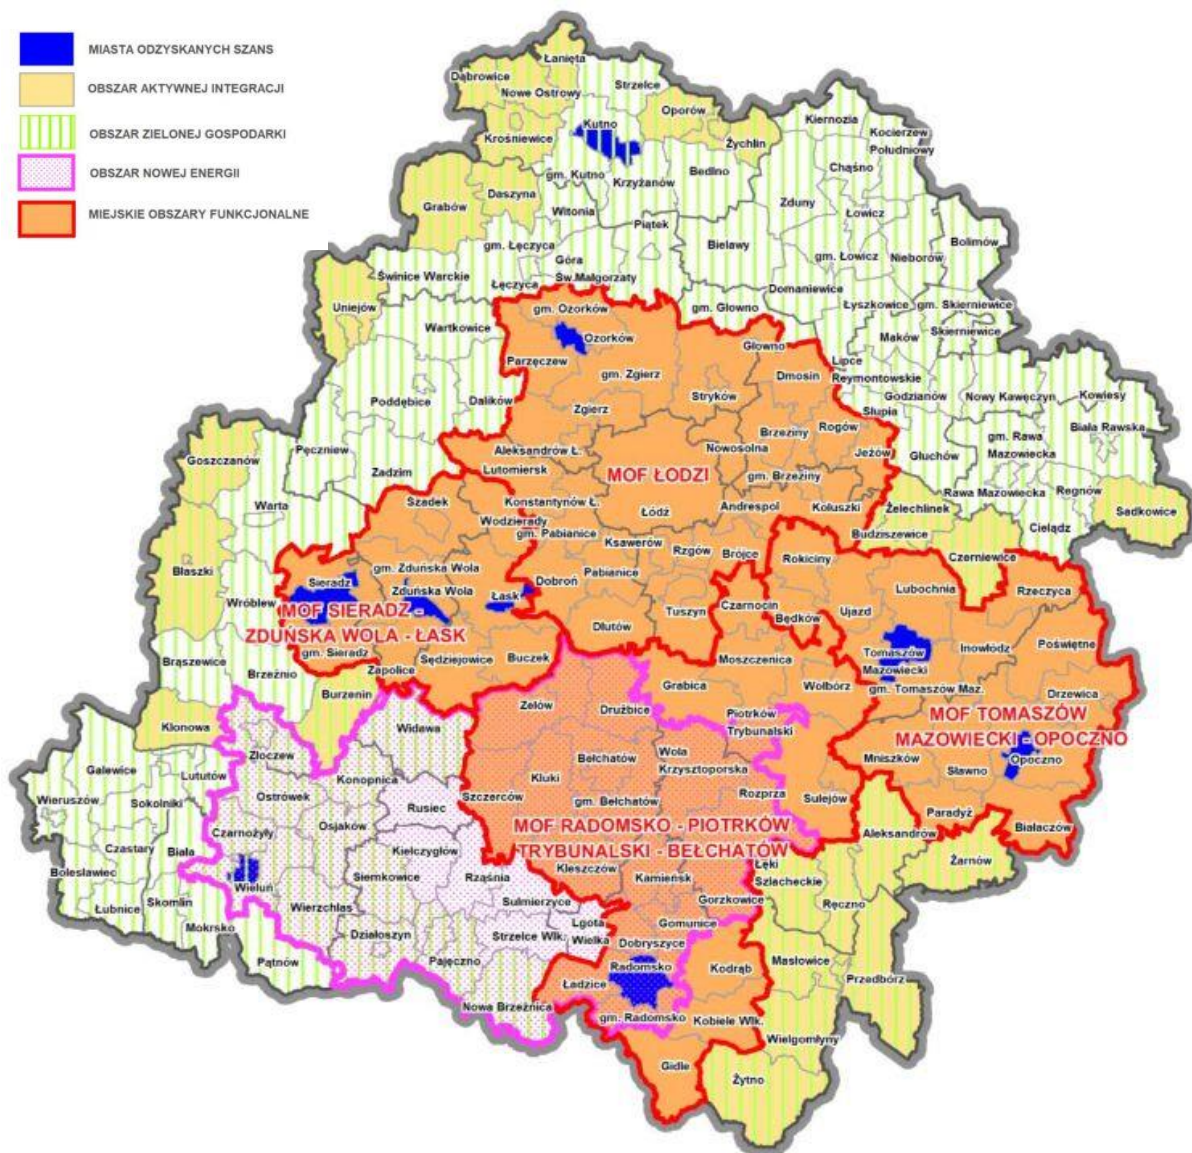 MIASTA ODZYSKANYCH SZANS
OBSZAR AKTYWNEJ INTEGRACJI
OBSZAR ZIELONEJ GOSPODARKI
OBSZAR NOWEJ ENERGII
MIEJSKIE OBSZARY FUNKCJONALNE
Łanięta
Dąbrowice
Nowe Ostrowy
Strzelce
Oporów
Krośniewice
Kutno
Żychlin
Kiernozia
Kocierzew
Południowy
Chąśno
gm. Kutno
Krzyżanów
Bedlno
Daszyna
Grabów
Witonia
Piątek
Zduny
Łowicz
Bolimów
gm. Łęczyca
Góra
Św.Małgorzaty
Bielawy
gm. Łowicz
Nieborów
Świnice Warckie
Łęczyca
Domaniewice
Uniejów
gm. Ozorków
gm. Głowno
Łyszkowice
gm. Skierniewice
Wartkowice
Ozorków
Maków
Skierniewice
Parzęczew
Głowno
Lipce
Reymontowskie
gm. Zgierz
Dmosin
Stryków
Godzianów
Nowy Kawęczyn
Kowiesy
Poddębice
Dalików
Zgierz
Słupia
Biała Rawska
Rogów
Brzeziny
gm. Rawa
Mazowiecka
Pęczniew
Aleksandrów Ł.
Nowosolna
Jeżów
Głuchów
Goszczanów
Zadzim
Lutomiersk
MOF ŁODZI
gm. Brzeziny
Rawa Mazowiecka
Regnów
Sadkowice
Warta
Szadek
Konstantynów Ł.
Łódź
Andrespol
Koluszki
Żelechlinek
Cielądz
Wodzierady
gm. Pabianice
Ksawerów
Rzgów
Brójce
Budziszewice
Błaszki
gm. Zduńska Wola
Dobroń
Pabianice
Rokiciny
Czerniewice
Sieradz
Zduńska Wola
Łask
Lubochnia
Rzeczyca
Wróblew
MOF SIERADZ -
ZDUŃSKA WOLA - ŁASK
Tuszyn
Czarnocin
Będków
Ujazd
Dłutów
Inowłódz
Poświętne
gm. Sieradz
Tomaszów
Mazowiecki
Brąszewice
Brzeźnio
Zapolice
Sędziejowice
Buczek
Moszczenica
Wolbórz
gm. Tomaszów Maz.
Drzewica
Burzenin
Grabica
MOF TOMASZÓW
MAZOWIECKI - OPOCZNO
Klonowa
Widawa
Zelów
Drużbice
Piotrków
Trybunalski
Złoczew
Konopnica
Bełchatów
Wola
Krzysztoporska
Mniszków
Sławno
Opoczno
Galewice
Lututów
Kluki
Wieruszów
Sokolniki
Ostrówek
Rusiec
Szczerców
gm. Bełchatów
Rozprza
Sulejów
Paradyż
Białaczów
Czarnożyły
Osjaków
MOF RADOMSKO - PIOTRKÓW
TRYBUNALSKI - BEŁCHATÓW
Aleksandrów
Czastary
Biała
Kiełczygłów
Bolesławiec
Wieluń
Siemkowice
Rząśnia
Kleszczów
Kamieńsk
Łęki
Szlacheckie
Żarnów
Skomlin
Sulmierzyce
Gorzkowice
Ręczno
Łubnice
Wierzchlas
Mokrsko
Działoszyn
Strzelce Wlk.
Lgota
Wielka
Gomunice
Dobryszyce
Pątnów
Pajęczno
Radomsko
Kodrąb
Masłowice
Przedbórz
Ładzice
Nowa Brzeźnica
gm. Radomsko
Kobiele Wlk.
Wielgomłyny
Gidle
Żytno